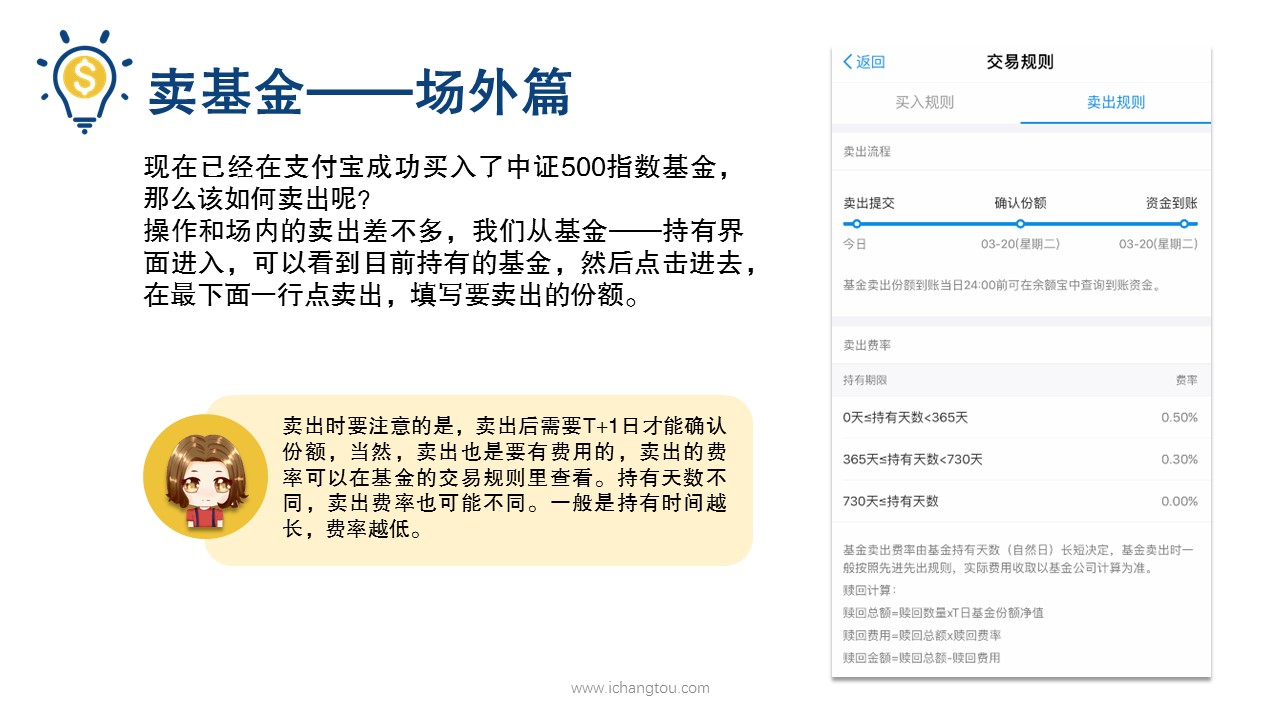 卖基金——场外篇
现在已经在支付宝成功买入了中证500指数基金，
那么该如何卖出呢?
操作和场内的卖出差不多，我们从基金——持有界
面进入，可以看到目前持有的基金，然后点击进去，
在最下面一行点卖出，填写要卖出的份额。
卖出时要注意的是，卖出后需要T+1日才能确认
份额，当然，卖出也是要有费用的，卖出的费
率可以在基金的交易规则里查看。持有天数不
同，卖出费率也可能不同。一般是持有时间越
长，费率越低。
返回 交易规则
买入规则 卖出规则
卖出流程
卖出提交 确认份额 资金到账
今日 03-20(星期二) 03-20(星期二)
基金卖出份额到账当日24:00前可在余额宝中查询到账资金。
卖出费率
持有期限 费率
0天≤持有天数<365天 0.50%
365天≤持有天数<730天 0.30%
730天≤持有天数 0.00%
基金卖出费率由基金持有天数（自然日）长短决定，基金卖出时一
般按照先进先出规则，实际费用收取以基金公司计算为准。
赎回计算：
赎回总额=赎回数量xT日基金份额净值
赎回费用=赎回总额x赎回费率
赎回金额=赎回总额-赎回费用
www.ichangtou.com